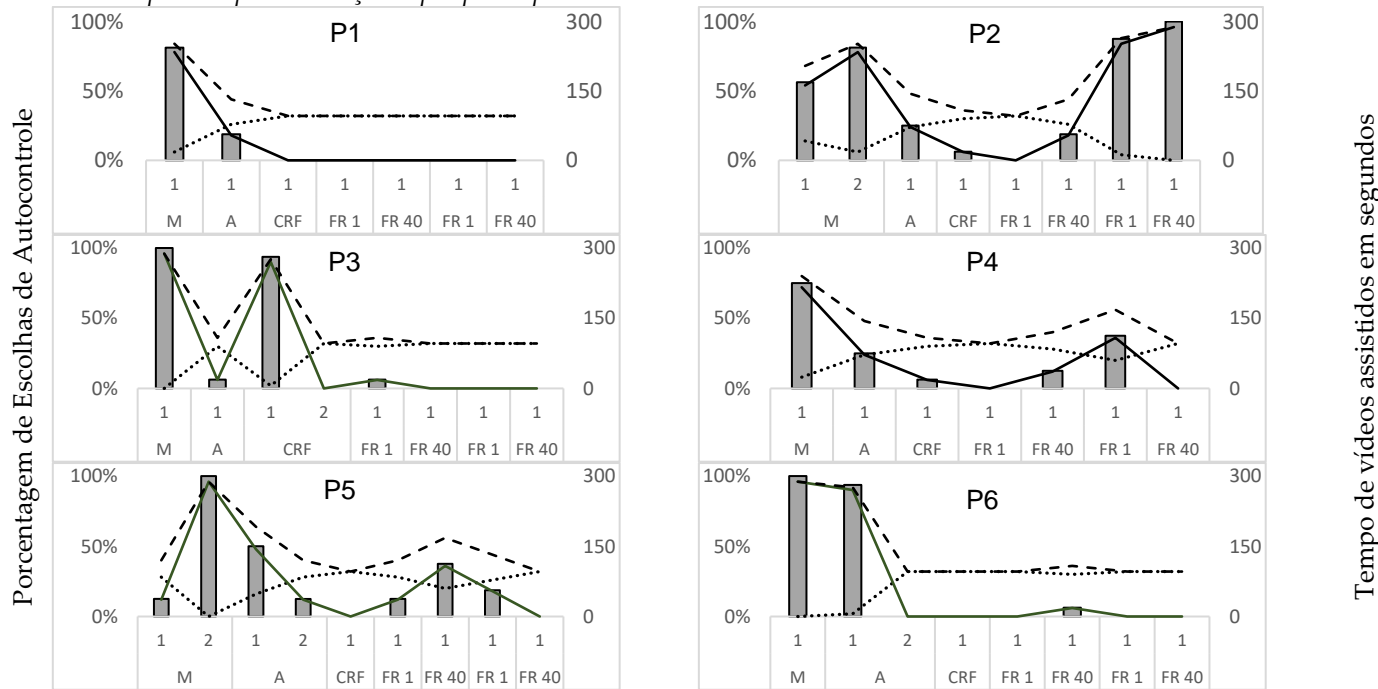 Porcentagem de Escolhas de Autocontrole
P1
100% 300
50% 150
0% 0
1 1 1 1 1 1 1
M A CRF FR 1 FR 40 FR 1 FR 40
P2
100% 300
50% 150
0% 0
1 2 1 1 1 1 1 1
M A CRF FR 1 FR 40 FR 1 FR 40
P3
100% 300
50% 150
0% 0
1 1 1 2 1 1 1 1
M A CRF FR 1 FR 40 FR 1 FR 40
P4
100% 300
50% 150
0% 0
1 1 1 1 1 1 1
M A CRF FR 1 FR 40 FR 1 FR 40
P5
100% 300
50% 150
0% 0
1 2 1 2 1 1 1 1 1
M A CRF FR 1 FR 40 FR 1 FR 40
P6
100% 300
50% 150
0% 0
1 1 2 1 1 1 1 1
M A CRF FR 1 FR 40 FR 1 FR 40
Tempo de vídeos assistidos em segundos